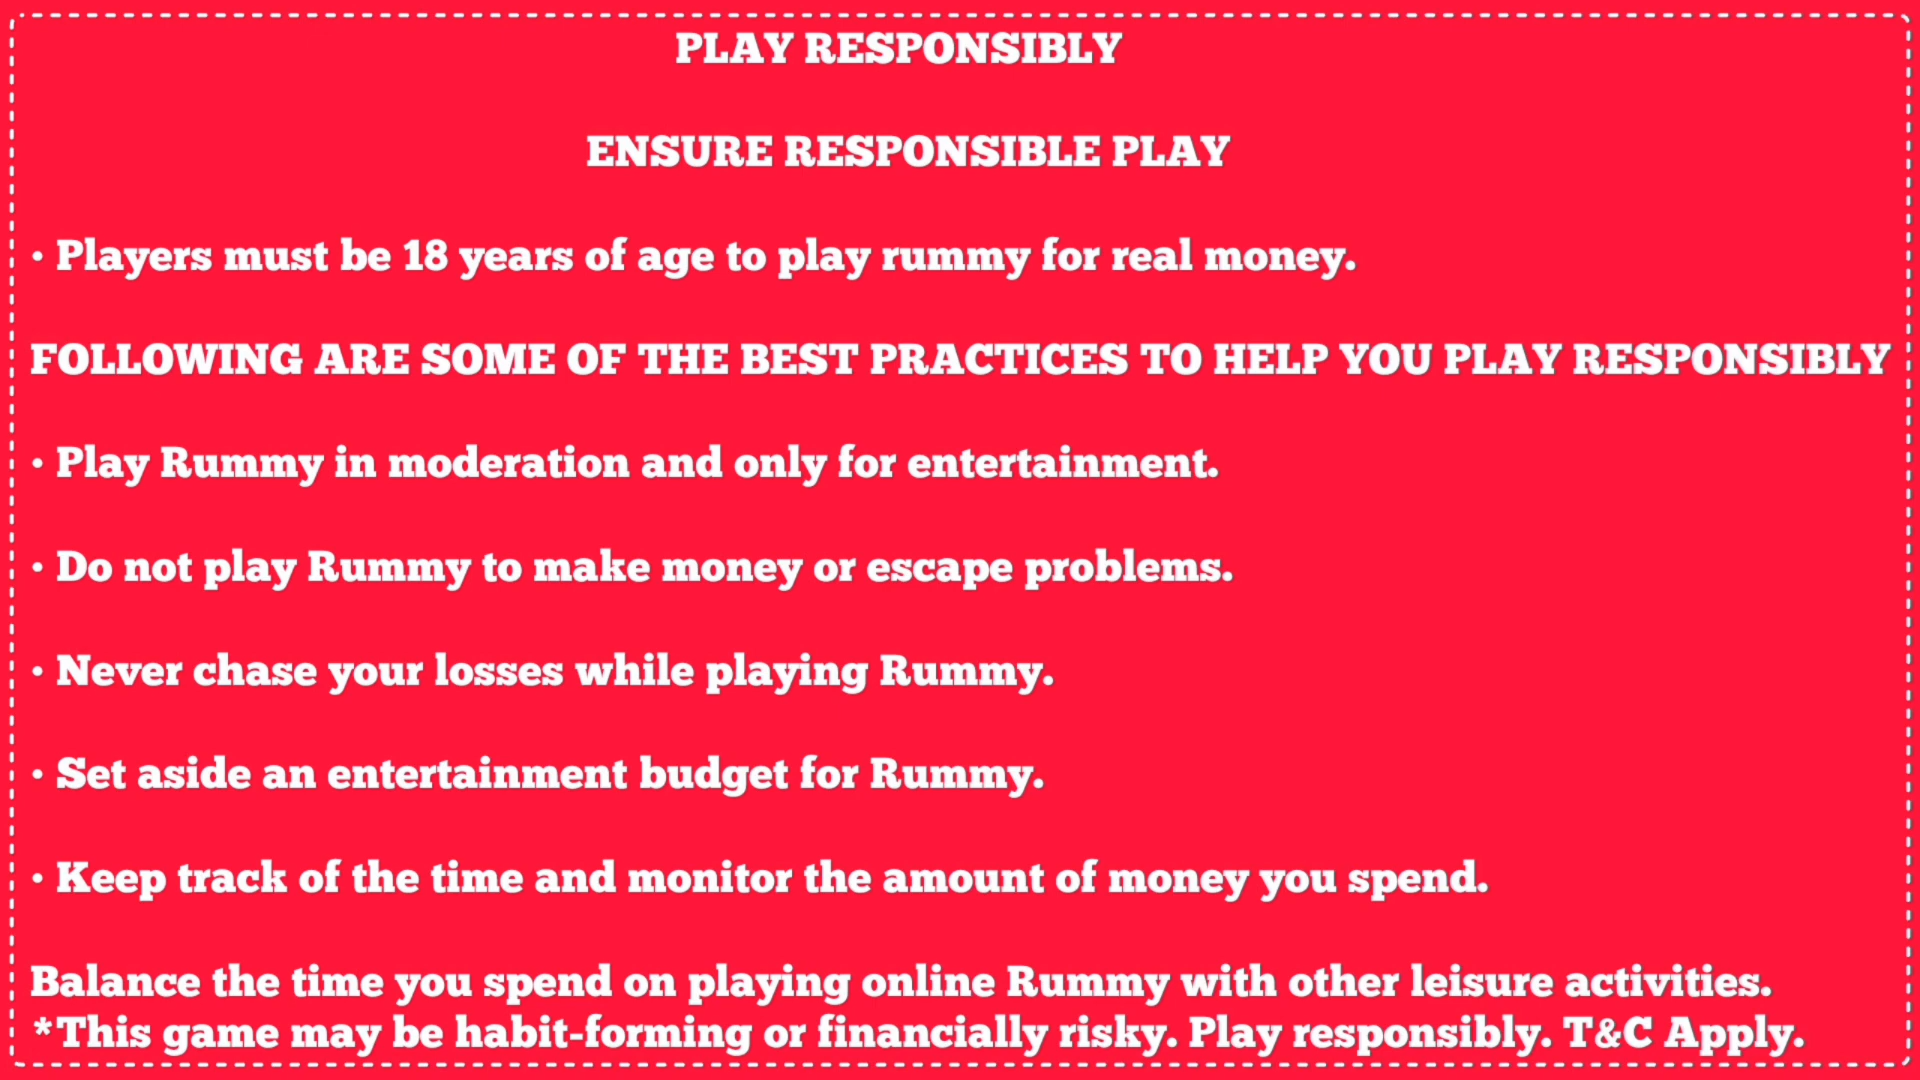 PLAY RESPONSIBLY
ENSURE RESPONSIBLE PLAY
• Players must be 18 years of age to play rummy for real money.
FOLLOWING ARE SOME OF THE BEST PRACTICES TO HELP YOU PLAY RESPONSIBLY
• Play Rummy in moderation and only for entertainment.
• Do not play Rummy to make money or escape problems.
• Never chase your losses while playing Rummy.
• Set aside an entertainment budget for Rummy.
• Keep track of the time and monitor the amount of money you spend.
Balance the time you spend on playing online Rummy with other leisure activities.
*This game may be habit-forming or financially risky. Play responsibly. T&C Apply.